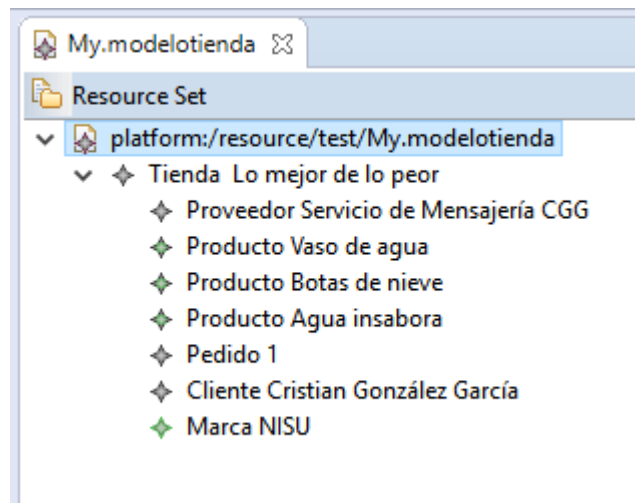 My.modelotienda
Resource Set
platform:/resource/test/My.modelotienda
Tienda Lo mejor de lo peor
Proveedor Servicio de Mensajería CGG
Producto Vaso de agua
Producto Botas de nieve
Producto Agua insabora
Pedido 1
Cliente Cristian González García
Marca NISU